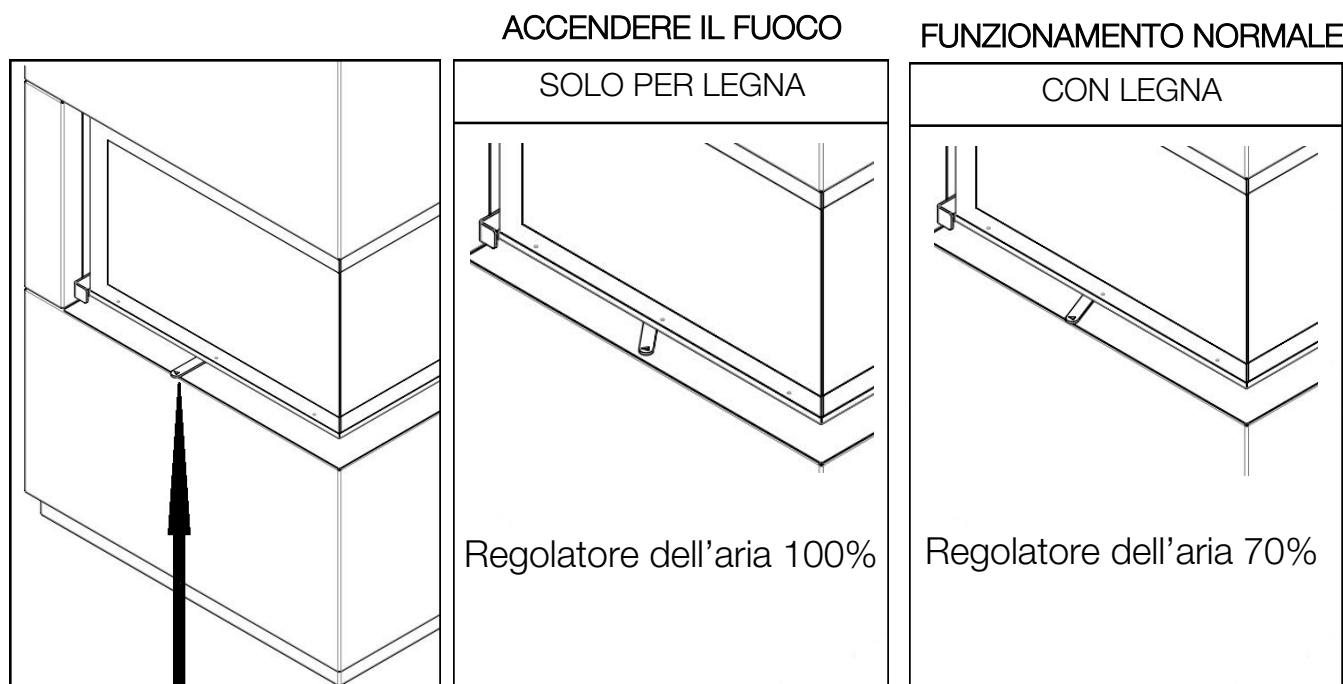 ACCENDERE IL FUOCO
SOLO PER LEGNA
Regolatore dell’aria 100%
FUNZIONAMENTO NORMALE
CON LEGNA
Regolatore dell’aria 70%